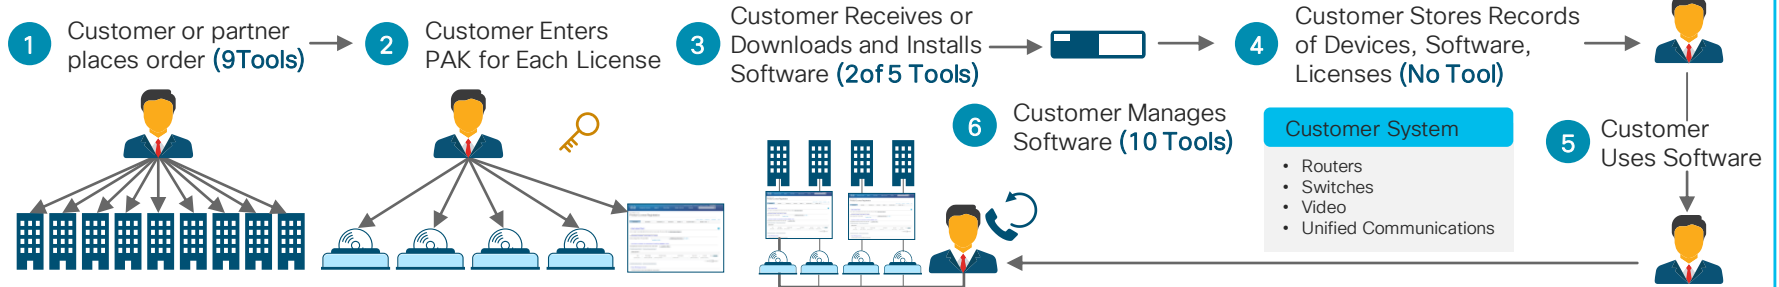 1
Customer or partner
places order (9Tools)
2
Customer Enters
PAK for Each License
3
Customer Receives or
Downloads and Installs
Software (2of 5 Tools)
4
Customer Stores Records
of Devices, Software,
Licenses (No Tool)
Customer System
• Routers
• Switches
• Video
• Unified Communications
5
Customer
Uses Software
6
Customer Manages
Software (10 Tools)